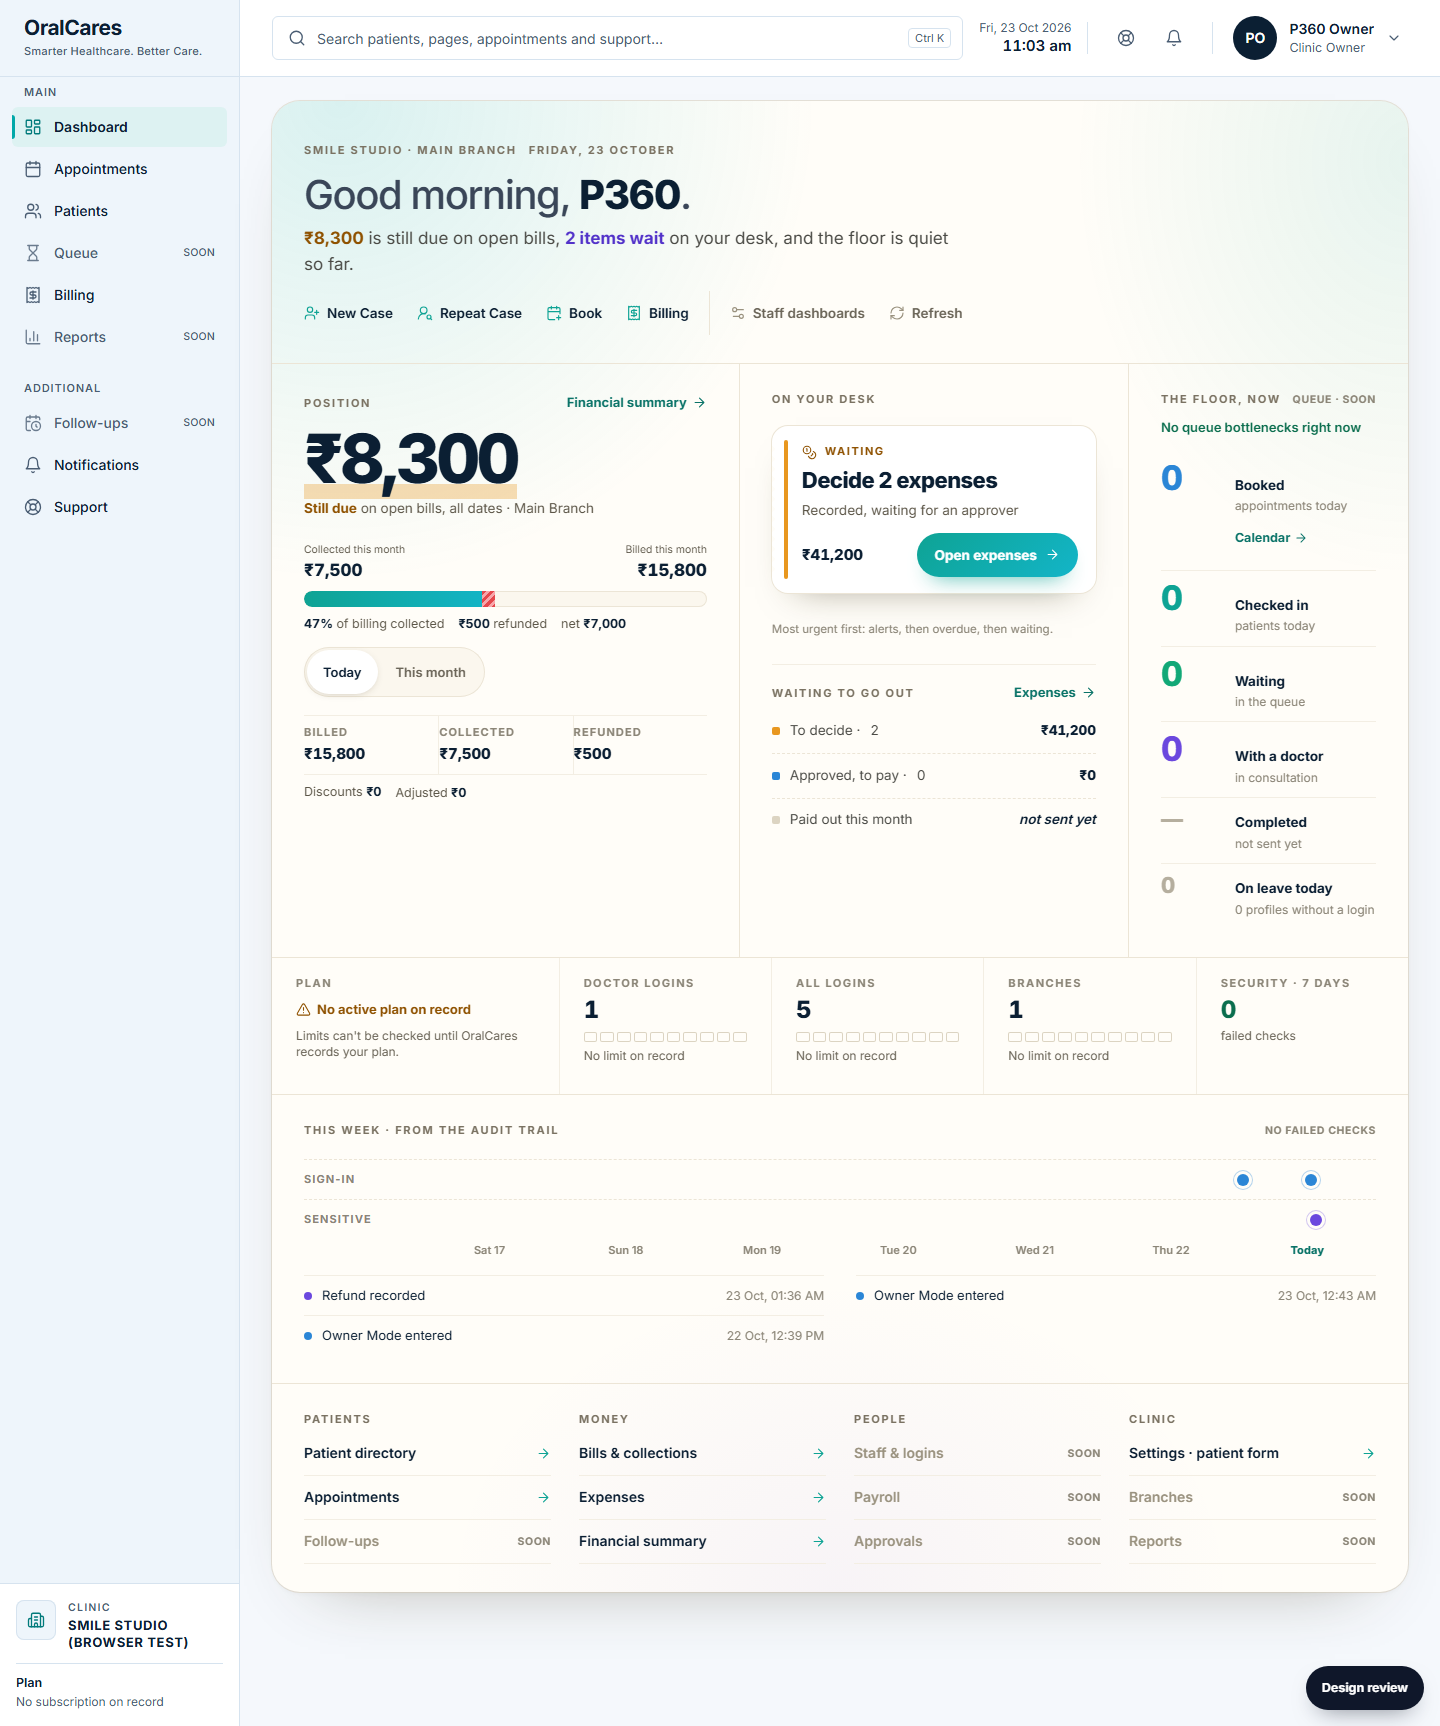 OralCares
Smarter Healthcare. Better Care.
Search patients, pages, appointments and support...
Ctrl K
Fri, 23 Oct 2026
11:03 am
PO
P360 Owner
Clinic Owner
MAIN
Dashboard
Appointments
Patients
Queue SOON
Billing
Reports SOON
ADDITIONAL
Follow-ups SOON
Notifications
Support
SMILE STUDIO · MAIN BRANCH FRIDAY, 23 OCTOBER
Good morning, P360.
₹8,300 is still due on open bills, 2 items wait on your desk, and the floor is quiet
so far.
New Case Repeat Case Book Billing Staff dashboards Refresh
POSITION Financial summary
₹8,300
Still due on open bills, all dates · Main Branch
Collected this month Billed this month
₹7,500 ₹15,800
47% of billing collected ₹500 refunded net ₹7,000
Today This month
BILLED COLLECTED REFUNDED
₹15,800 ₹7,500 ₹500
Discounts ₹0 Adjusted ₹0
ON YOUR DESK
WAITING
Decide 2 expenses
Recorded, waiting for an approver
₹41,200 Open expenses
Most urgent first: alerts, then overdue, then waiting.
WAITING TO GO OUT Expenses
To decide · 2 ₹41,200
Approved, to pay · 0 ₹0
Paid out this month not sent yet
THE FLOOR, NOW QUEUE · SOON
No queue bottlenecks right now
0 Booked
appointments today
Calendar
0 Checked in
patients today
0 Waiting
in the queue
0 With a doctor
in consultation
— Completed
not sent yet
0 On leave today
0 profiles without a login
PLAN
No active plan on record
Limits can't be checked until OralCares
records your plan.
DOCTOR LOGINS
1
No limit on record
ALL LOGINS
5
No limit on record
BRANCHES
1
No limit on record
SECURITY · 7 DAYS
0
failed checks
THIS WEEK · FROM THE AUDIT TRAIL NO FAILED CHECKS
SIGN-IN
SENSITIVE
Sat 17 Sun 18 Mon 19 Tue 20 Wed 21 Thu 22 Today
Refund recorded 23 Oct, 01:36 AM
Owner Mode entered 23 Oct, 12:43 AM
Owner Mode entered 22 Oct, 12:39 PM
PATIENTS
Patient directory
Appointments
Follow-ups SOON
MONEY
Bills & collections
Expenses
Financial summary
PEOPLE
Staff & logins SOON
Payroll SOON
Approvals SOON
CLINIC
Settings · patient form
Branches SOON
Reports SOON
CLINIC
SMILE STUDIO
(BROWSER TEST)
Plan
No subscription on record
Design review